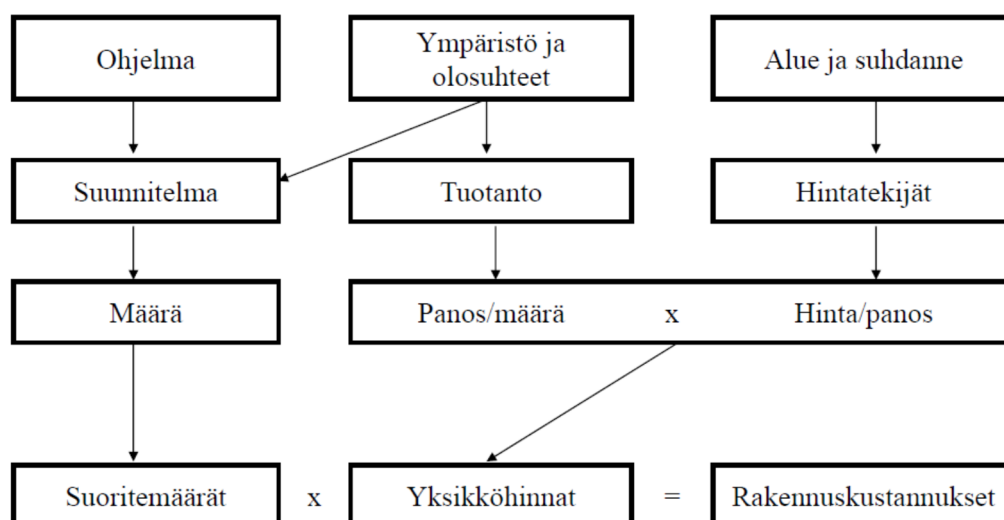 Ohjelma
Ympäristö ja
olosuhteet
Alue ja suhdanne
Suunnitelma
Tuotanto
Hintatekijät
Määrä
Panos/määrä x Hinta/panos
Suoritemäärät x Yksikköhinnat = Rakennuskustannukset